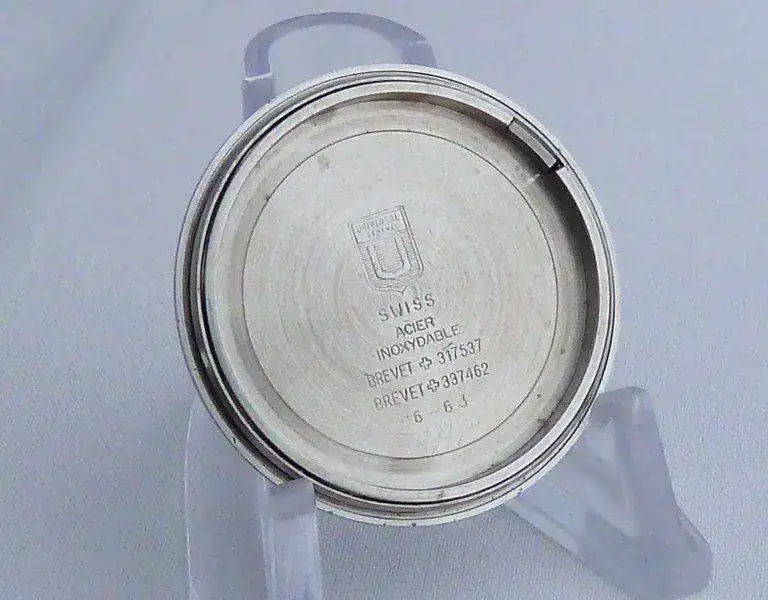 UNIVERSAL
GENEVE
U
SWISS
ACIER
INOXYDABLE
BREVET ✚ 317537
BREVET ✚ 337462
6-63